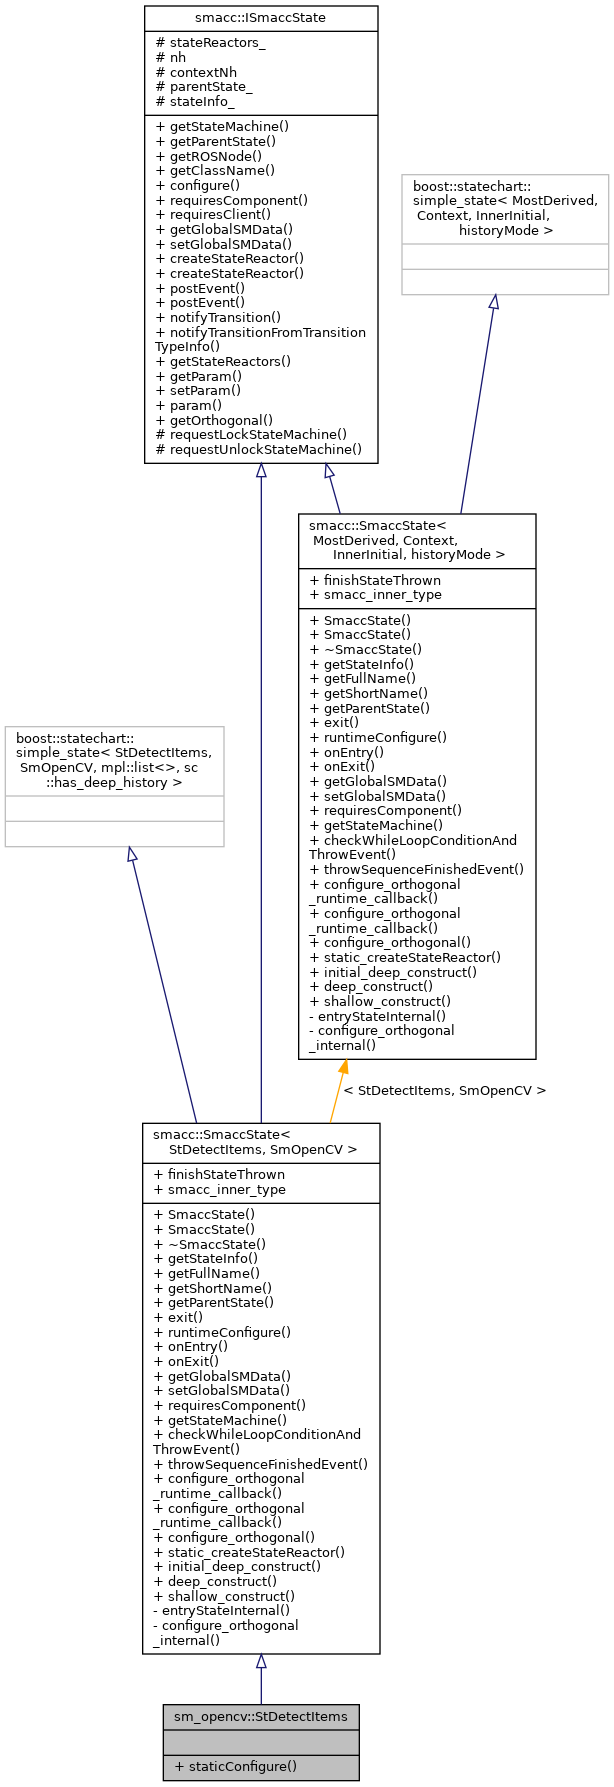 smacc::ISmaccState
# stateReactors_
# nh
# contextNh
# parentState_
# stateInfo_
+ getStateMachine()
+ getParentState()
+ getROSNode()
+ getClassName()
+ configure()
+ requiresComponent()
+ requiresClient()
+ getGlobalSMData()
+ setGlobalSMData()
+ createStateReactor()
+ createStateReactor()
+ postEvent()
+ postEvent()
+ notifyTransition()
+ notifyTransitionFromTransition
TypeInfo()
+ getStateReactors()
+ getParam()
+ setParam()
+ param()
+ getOrthogonal()
# requestLockStateMachine()
# requestUnlockStateMachine()
boost::statechart::
simple_state< MostDerived,
Context, InnerInitial,
historyMode >
smacc::SmaccState<
MostDerived, Context,
InnerInitial, historyMode >
+ finishStateThrown
+ smacc_inner_type
+ SmaccState()
+ SmaccState()
+ ~SmaccState()
+ getStateInfo()
+ getFullName()
+ getShortName()
+ getParentState()
+ exit()
+ runtimeConfigure()
+ onEntry()
+ onExit()
+ getGlobalSMData()
+ setGlobalSMData()
+ requiresComponent()
+ getStateMachine()
+ checkWhileLoopConditionAnd
ThrowEvent()
+ throwSequenceFinishedEvent()
+ configure_orthogonal
_runtime_callback()
+ configure_orthogonal
_runtime_callback()
+ configure_orthogonal()
+ static_createStateReactor()
+ initial_deep_construct()
+ deep_construct()
+ shallow_construct()
- entryStateInternal()
- configure_orthogonal
_internal()
boost::statechart::
simple_state< StDetectItems,
SmOpenCV, mpl::list<>, sc
::has_deep_history >
< StDetectItems, SmOpenCV >
smacc::SmaccState<
StDetectItems, SmOpenCV >
+ finishStateThrown
+ smacc_inner_type
+ SmaccState()
+ SmaccState()
+ ~SmaccState()
+ getStateInfo()
+ getFullName()
+ getShortName()
+ getParentState()
+ exit()
+ runtimeConfigure()
+ onEntry()
+ onExit()
+ getGlobalSMData()
+ setGlobalSMData()
+ requiresComponent()
+ getStateMachine()
+ checkWhileLoopConditionAnd
ThrowEvent()
+ throwSequenceFinishedEvent()
+ configure_orthogonal
_runtime_callback()
+ configure_orthogonal
_runtime_callback()
+ configure_orthogonal()
+ static_createStateReactor()
+ initial_deep_construct()
+ deep_construct()
+ shallow_construct()
- entryStateInternal()
- configure_orthogonal
_internal()
sm_opencv::StDetectItems
+ staticConfigure()